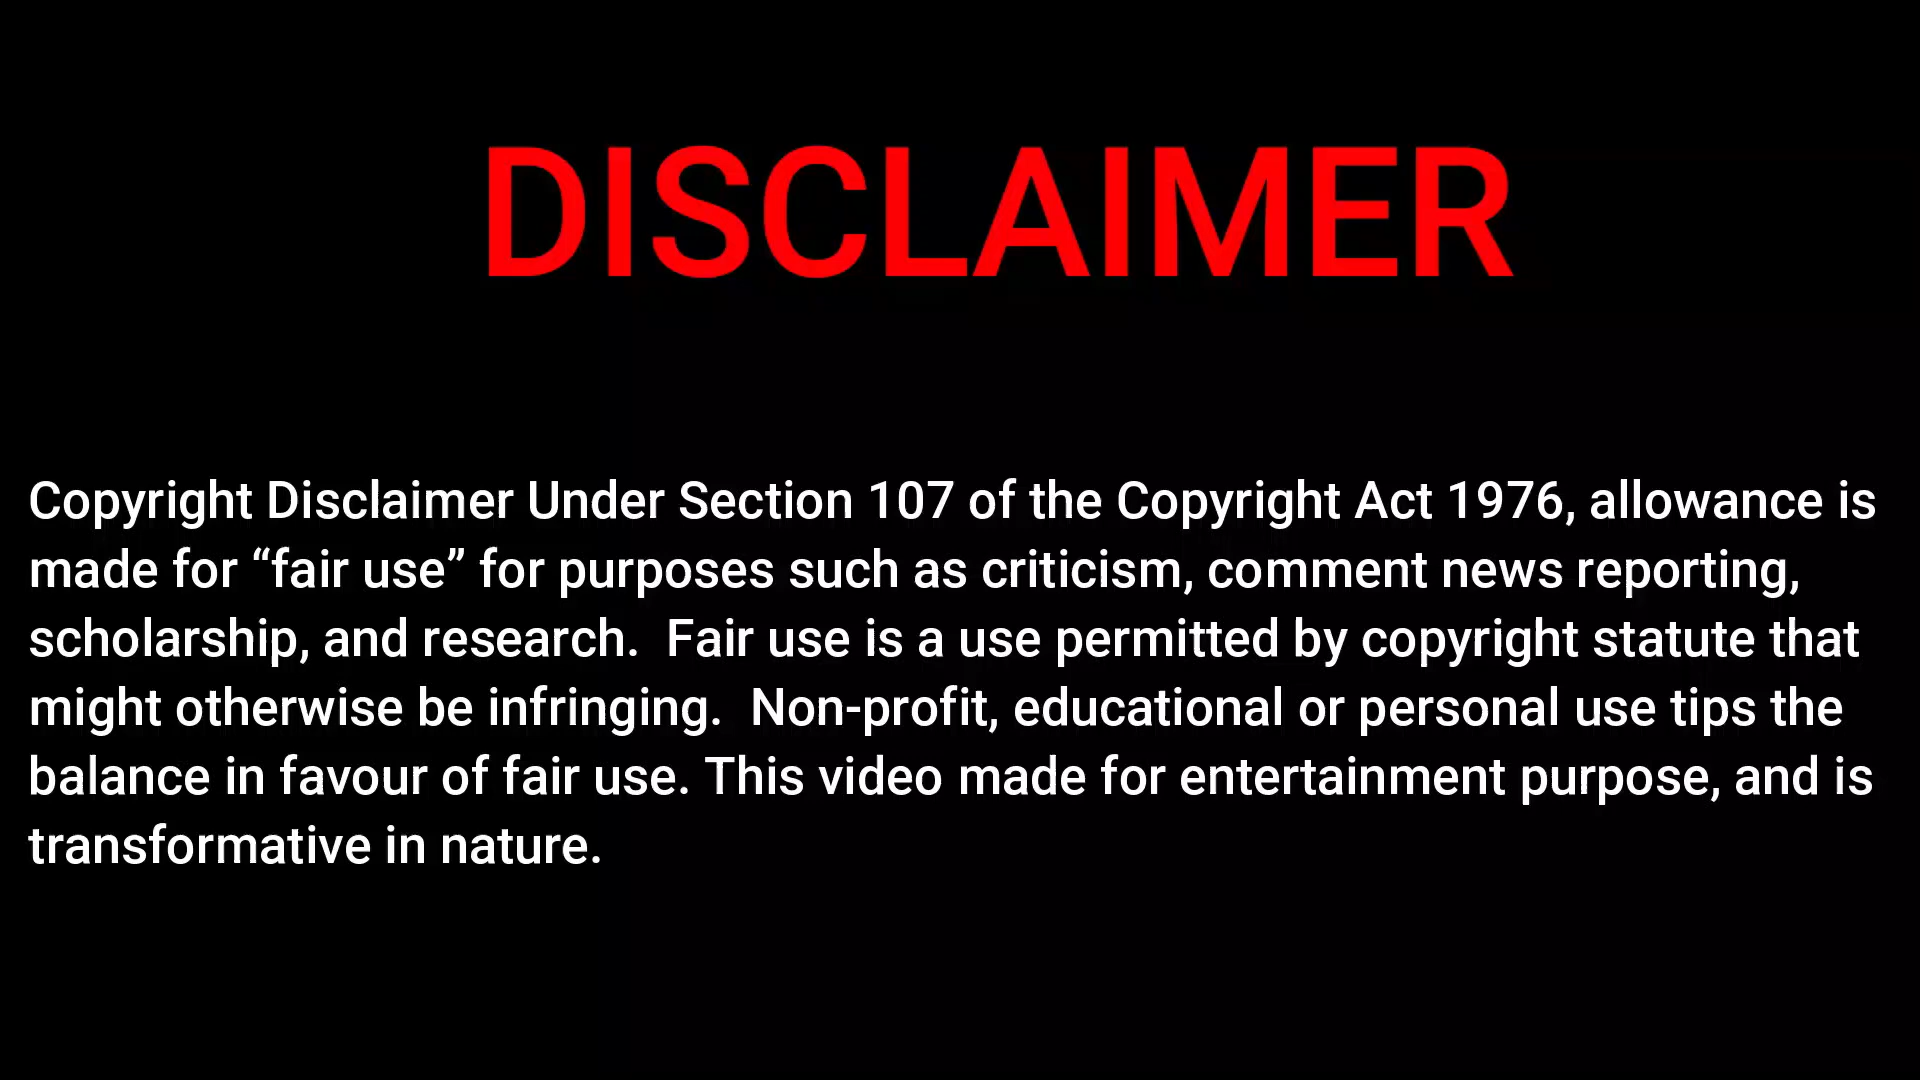 DISCLAIMER
Copyright Disclaimer Under Section 107 of the Copyright Act 1976, allowance is
made for “fair use” for purposes such as criticism, comment news reporting,
scholarship, and research.  Fair use is a use permitted by copyright statute that
might otherwise be infringing.  Non-profit, educational or personal use tips the
balance in favour of fair use. This video made for entertainment purpose, and is
transformative in nature.